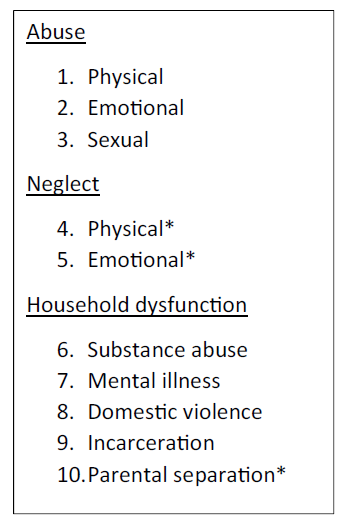 Abuse
1. Physical
2. Emotional
3. Sexual
Neglect
4. Physical*
5. Emotional*
Household dysfunction
6. Substance abuse
7. Mental illness
8. Domestic violence
9. Incarceration
10. Parental separation*